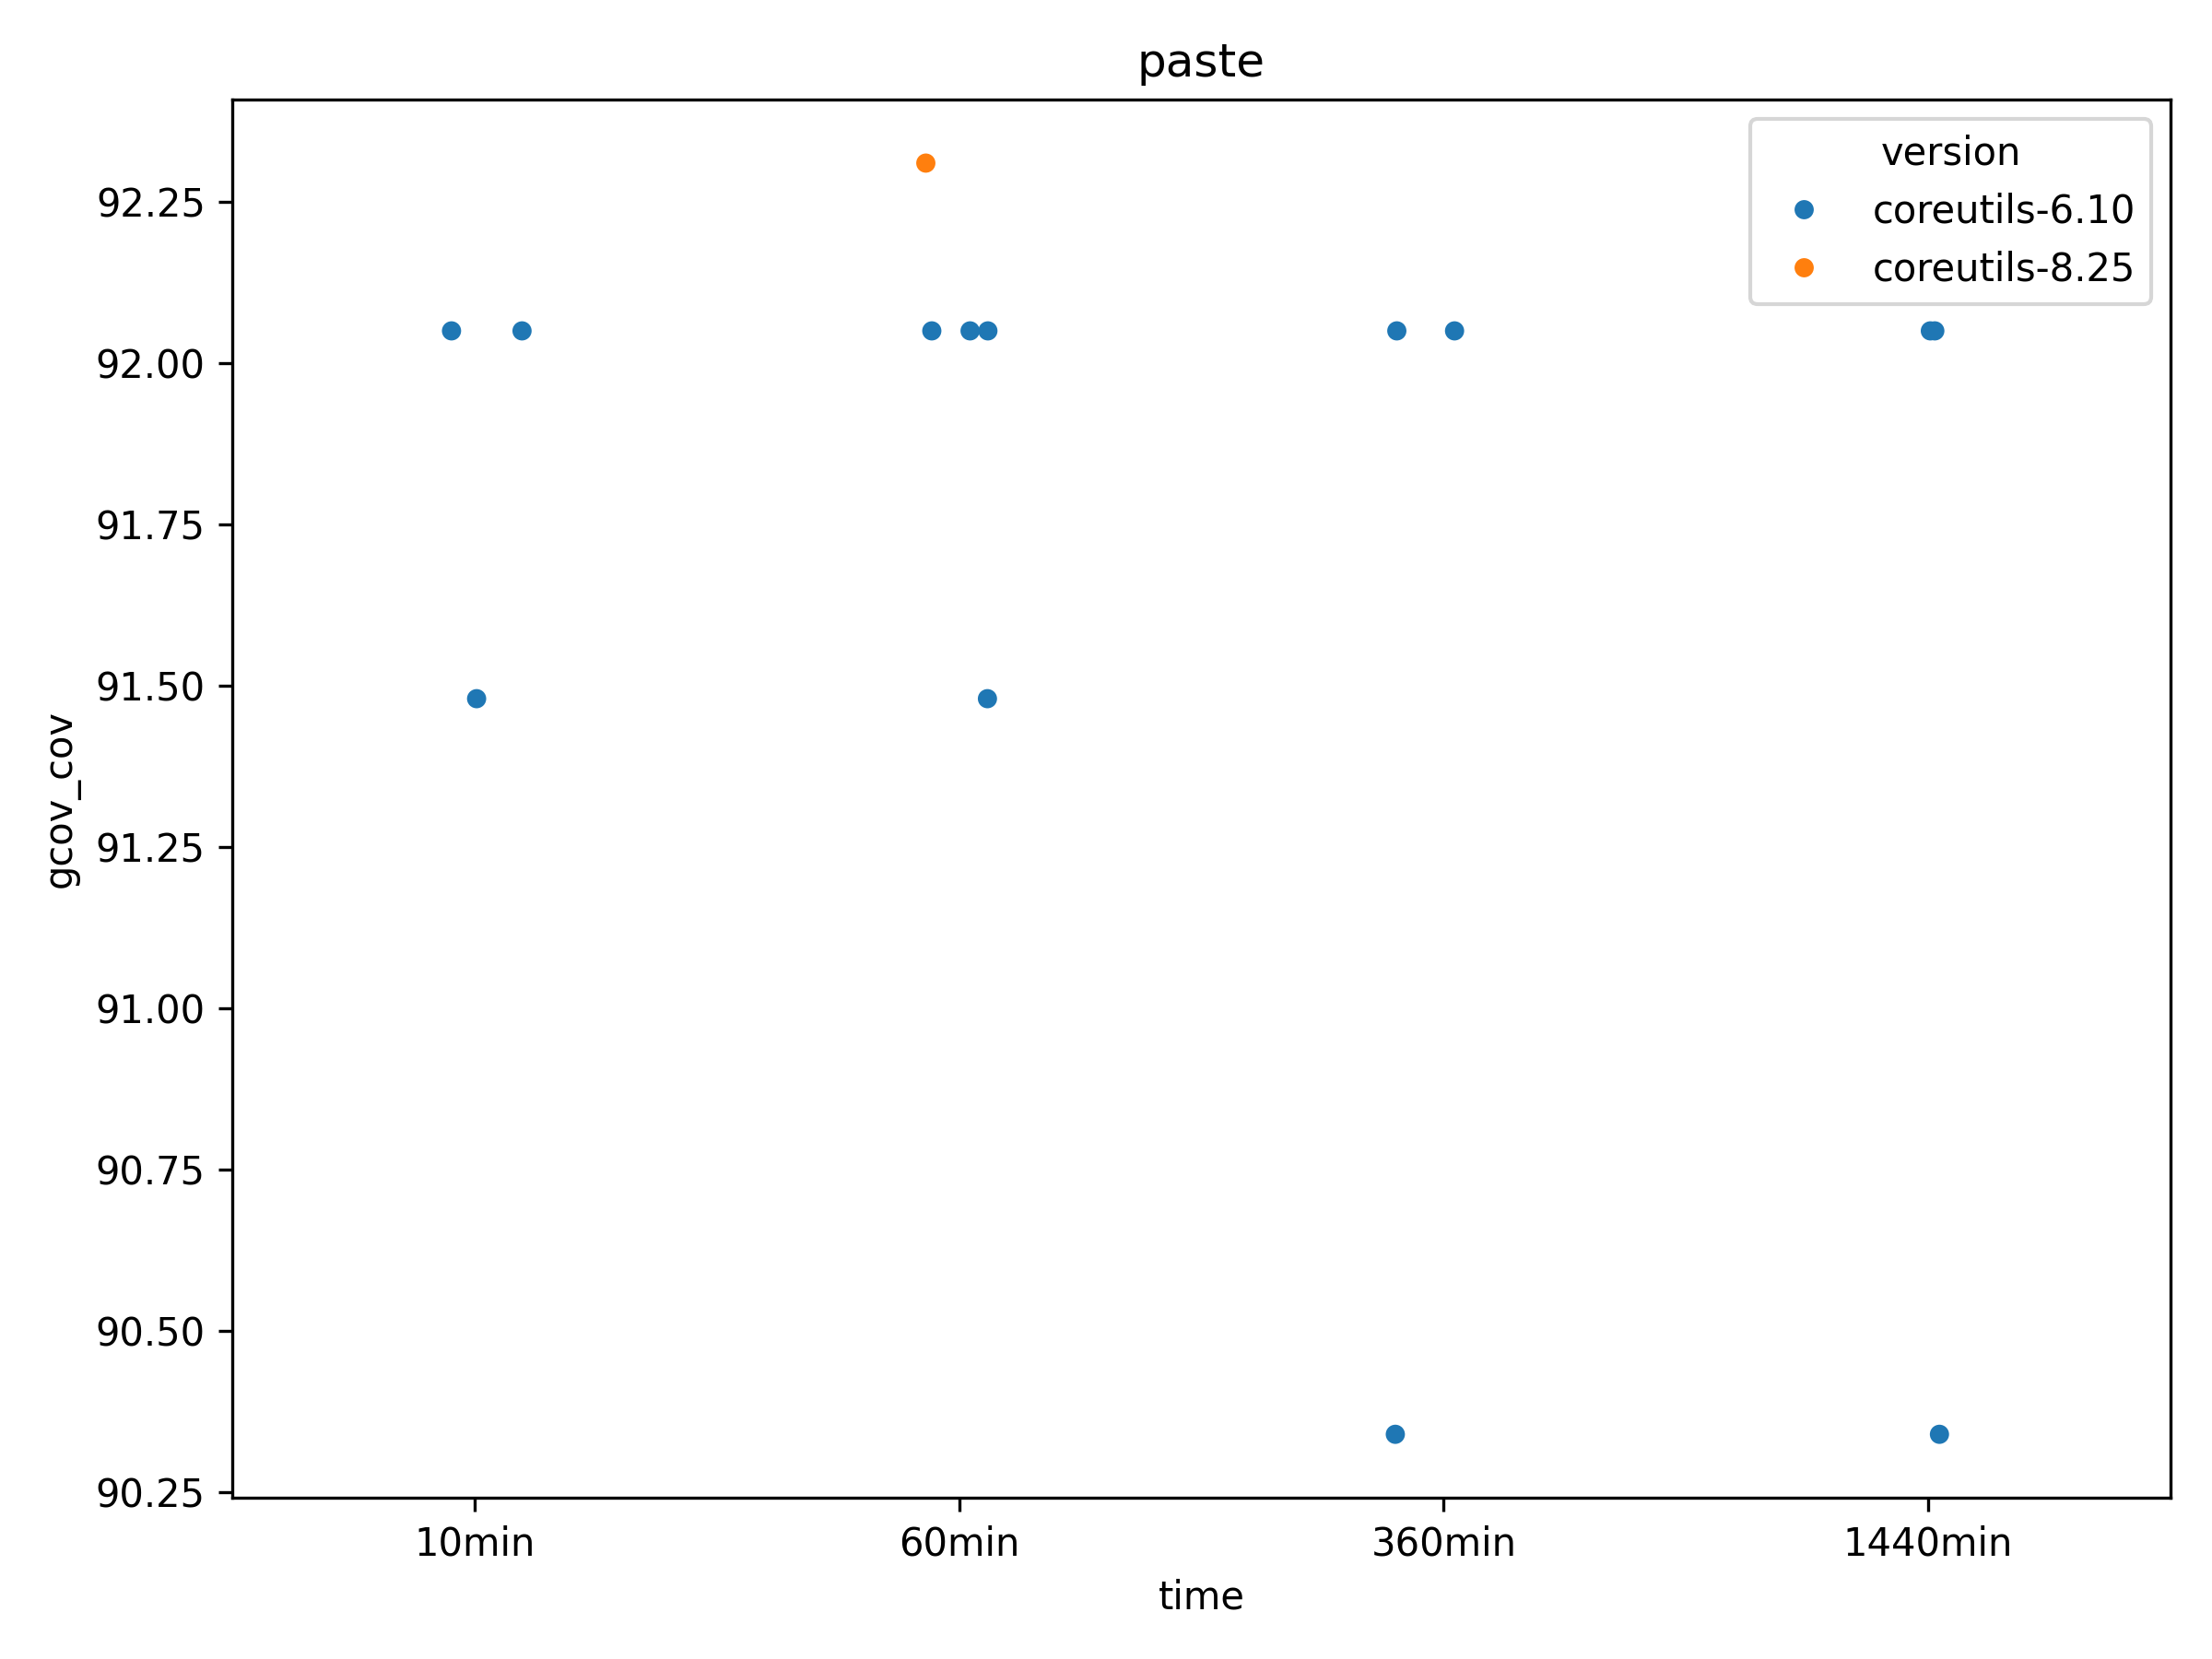 paste
version
coreutils-6.10
coreutils-8.25
gcov_cov
92.25
92.00
91.75
91.50
91.25
91.00
90.75
90.50
90.25
10min
60min
360min
1440min
time